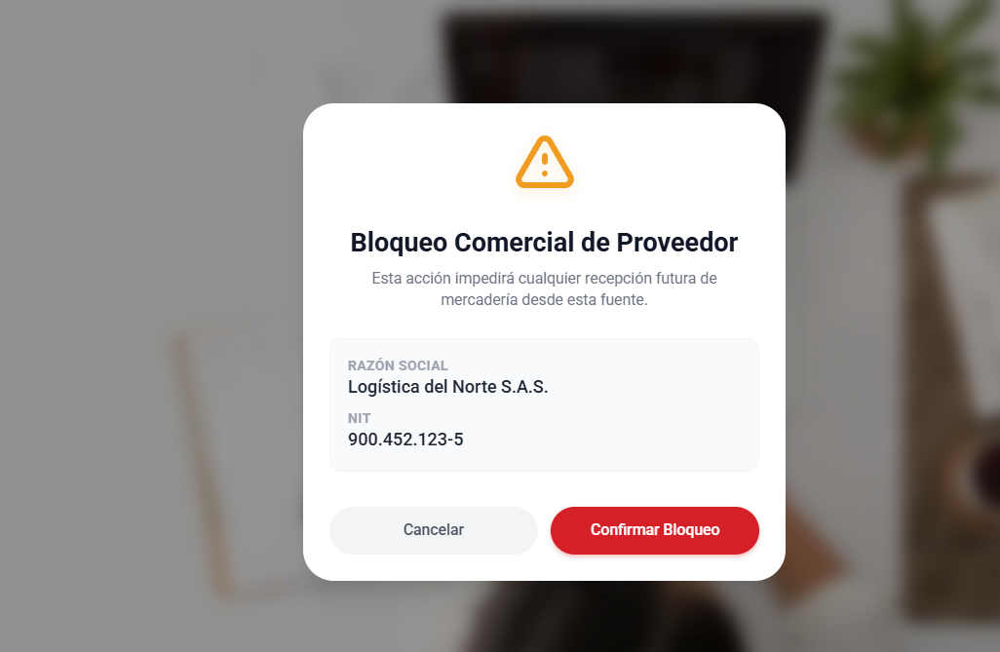 Bloqueo Comercial de Proveedor
Esta acción impedirá cualquier recepción futura de
mercadería desde esta fuente.
RAZÓN SOCIAL
Logística del Norte S.A.S.
NIT
900.452.123-5
Cancelar
Confirmar Bloqueo